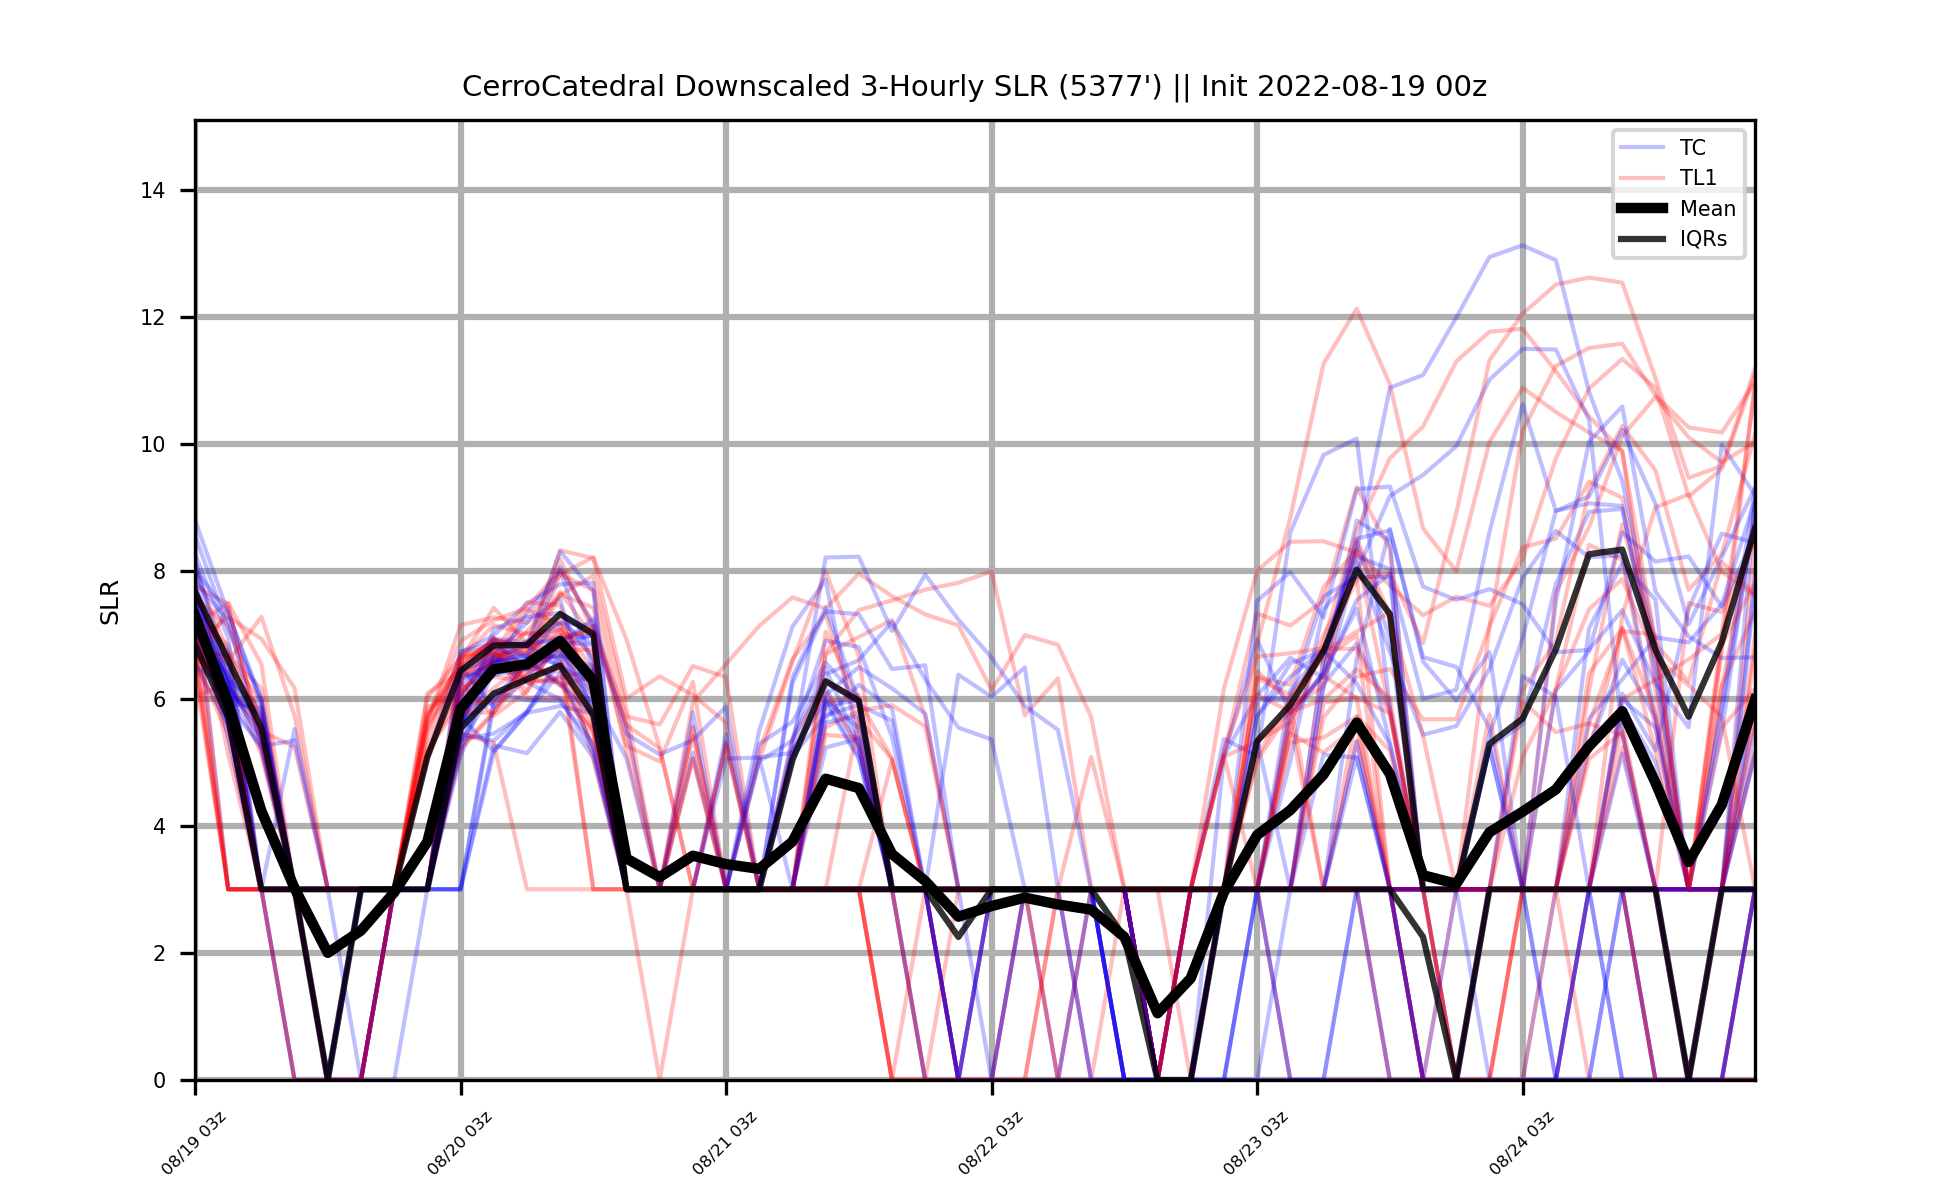 CerroCatedral Downscaled 3-Hourly SLR (5377') || Init 2022-08-19 00z
TC
TL1
Mean
IQRs
SLR
14
12
10
8
6
4
2
0
08/19 03z
08/20 03z
08/21 03z
08/22 03z
08/23 03z
08/24 03z